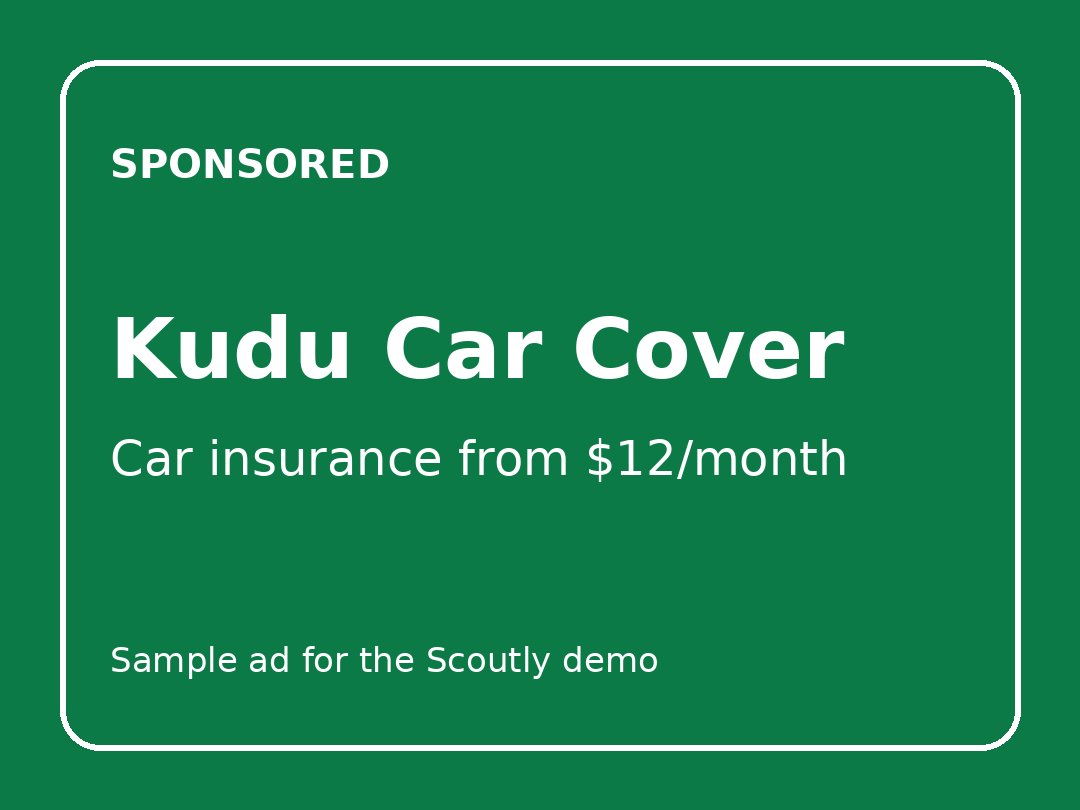 SPONSORED
Kudu Car Cover
Car insurance from $12/month
Sample ad for the Scoutly demo